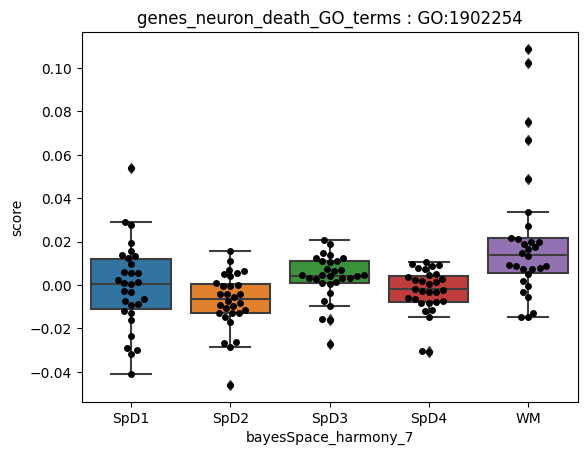 genes_neuron_death_GO_terms : GO:1902254
score
0.10
0.08
0.06
0.04
0.02
0.00
−0.02
−0.04
SpD1 SpD2 SpD3 SpD4 WM
bayesSpace_harmony_7